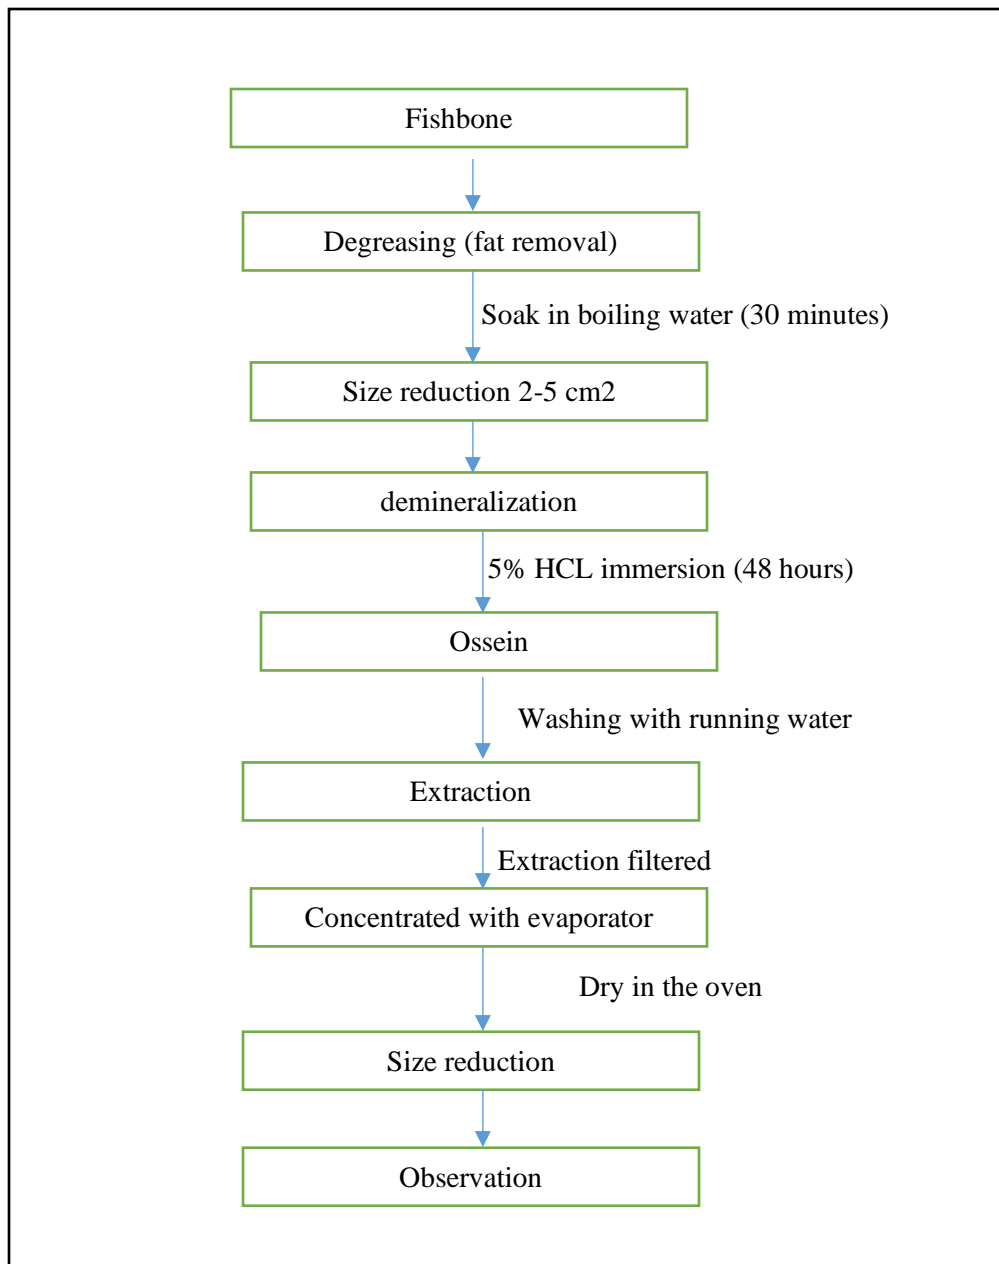 Fishbone
Degreasing (fat removal)
Soak in boiling water (30 minutes)
Size reduction 2-5 cm2
demineralization
5% HCL immersion (48 hours)
Ossein
Washing with running water
Extraction
Extraction filtered
Concentrated with evaporator
Dry in the oven
Size reduction
Observation